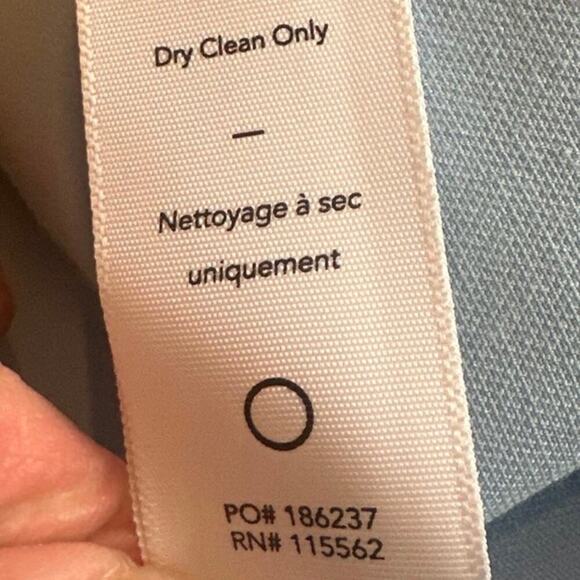 Dry Clean Only
—
Nettoyage à sec
uniquement
PO# 186237
RN# 115562